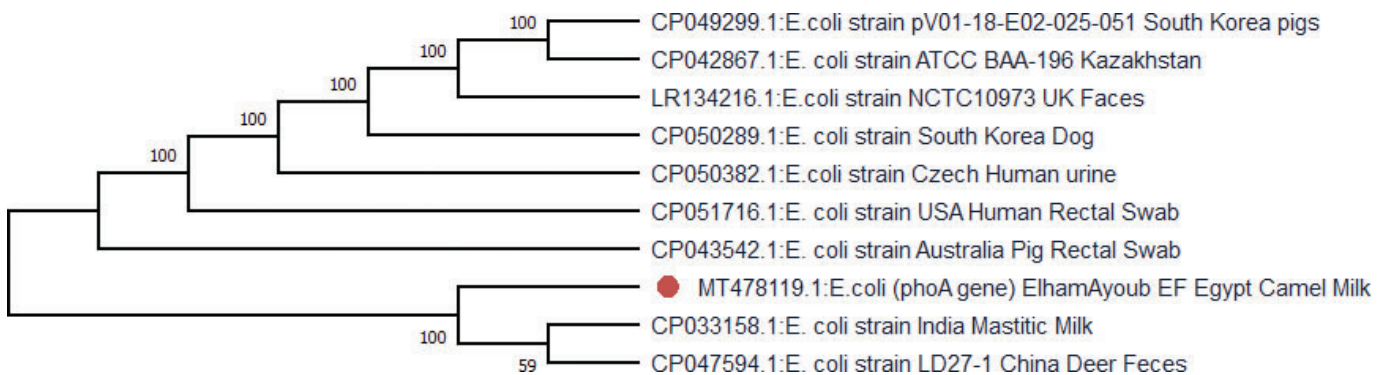 100 CP049299.1:E.coli strain pV01-18-E02-025-051 South Korea pigs
100 CP042867.1:E. coli strain ATCC BAA-196 Kazakhstan
100 LR134216.1:E.coli strain NCTC10973 UK Faces
100 CP050289.1:E.coli strain South Korea Dog
100 CP050382.1:E.coli strain Czech Human urine
CP051716.1:E. coli strain USA Human Rectal Swab
CP043542.1:E. coli strain Australia Pig Rectal Swab
MT478119.1:E.coli (phoA gene) ElhamAyoub EF Egypt Camel Milk
100 CP033158.1:E. coli strain India Mastitic Milk
59 CP047594.1:E. coli strain LD27-1 China Deer Feces